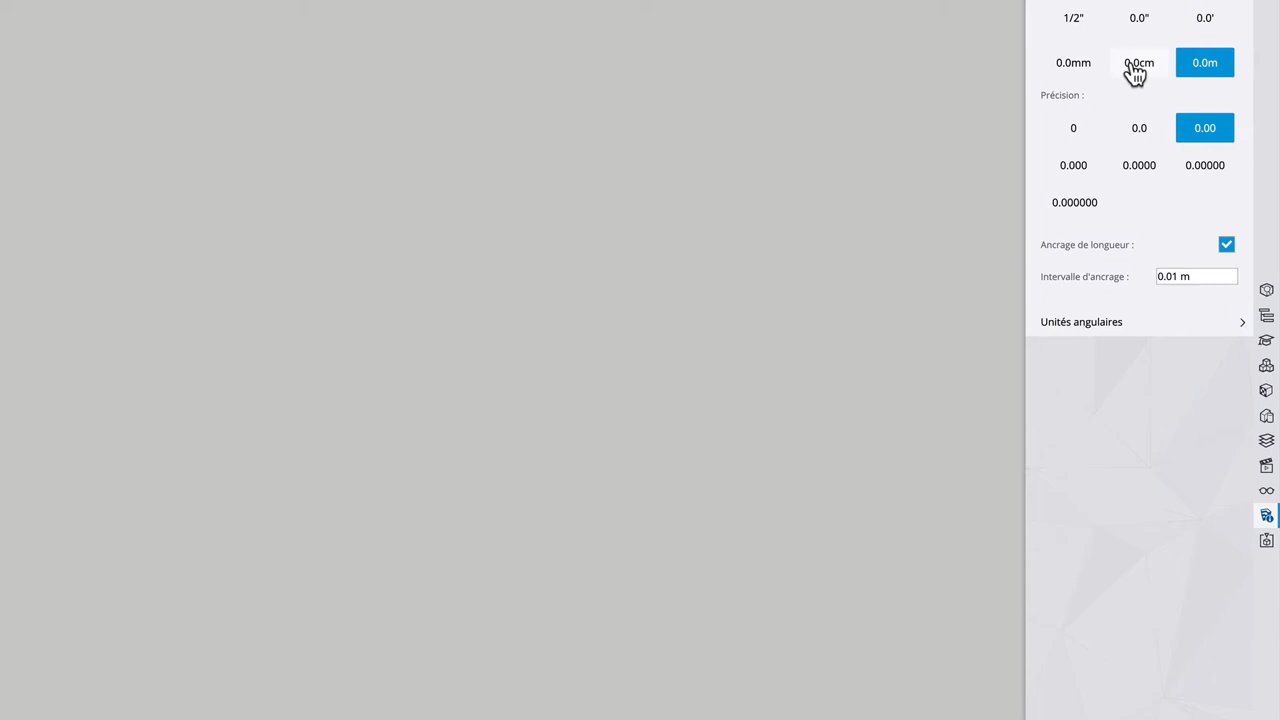 1/2" 0.0" 0.0'
0.0mm 0.0cm 0.0m
Précision :
0 0.0 0.00
0.000 0.0000 0.00000
0.000000
Ancrage de longueur :
Intervalle d'ancrage : 0.01 m
Unités angulaires